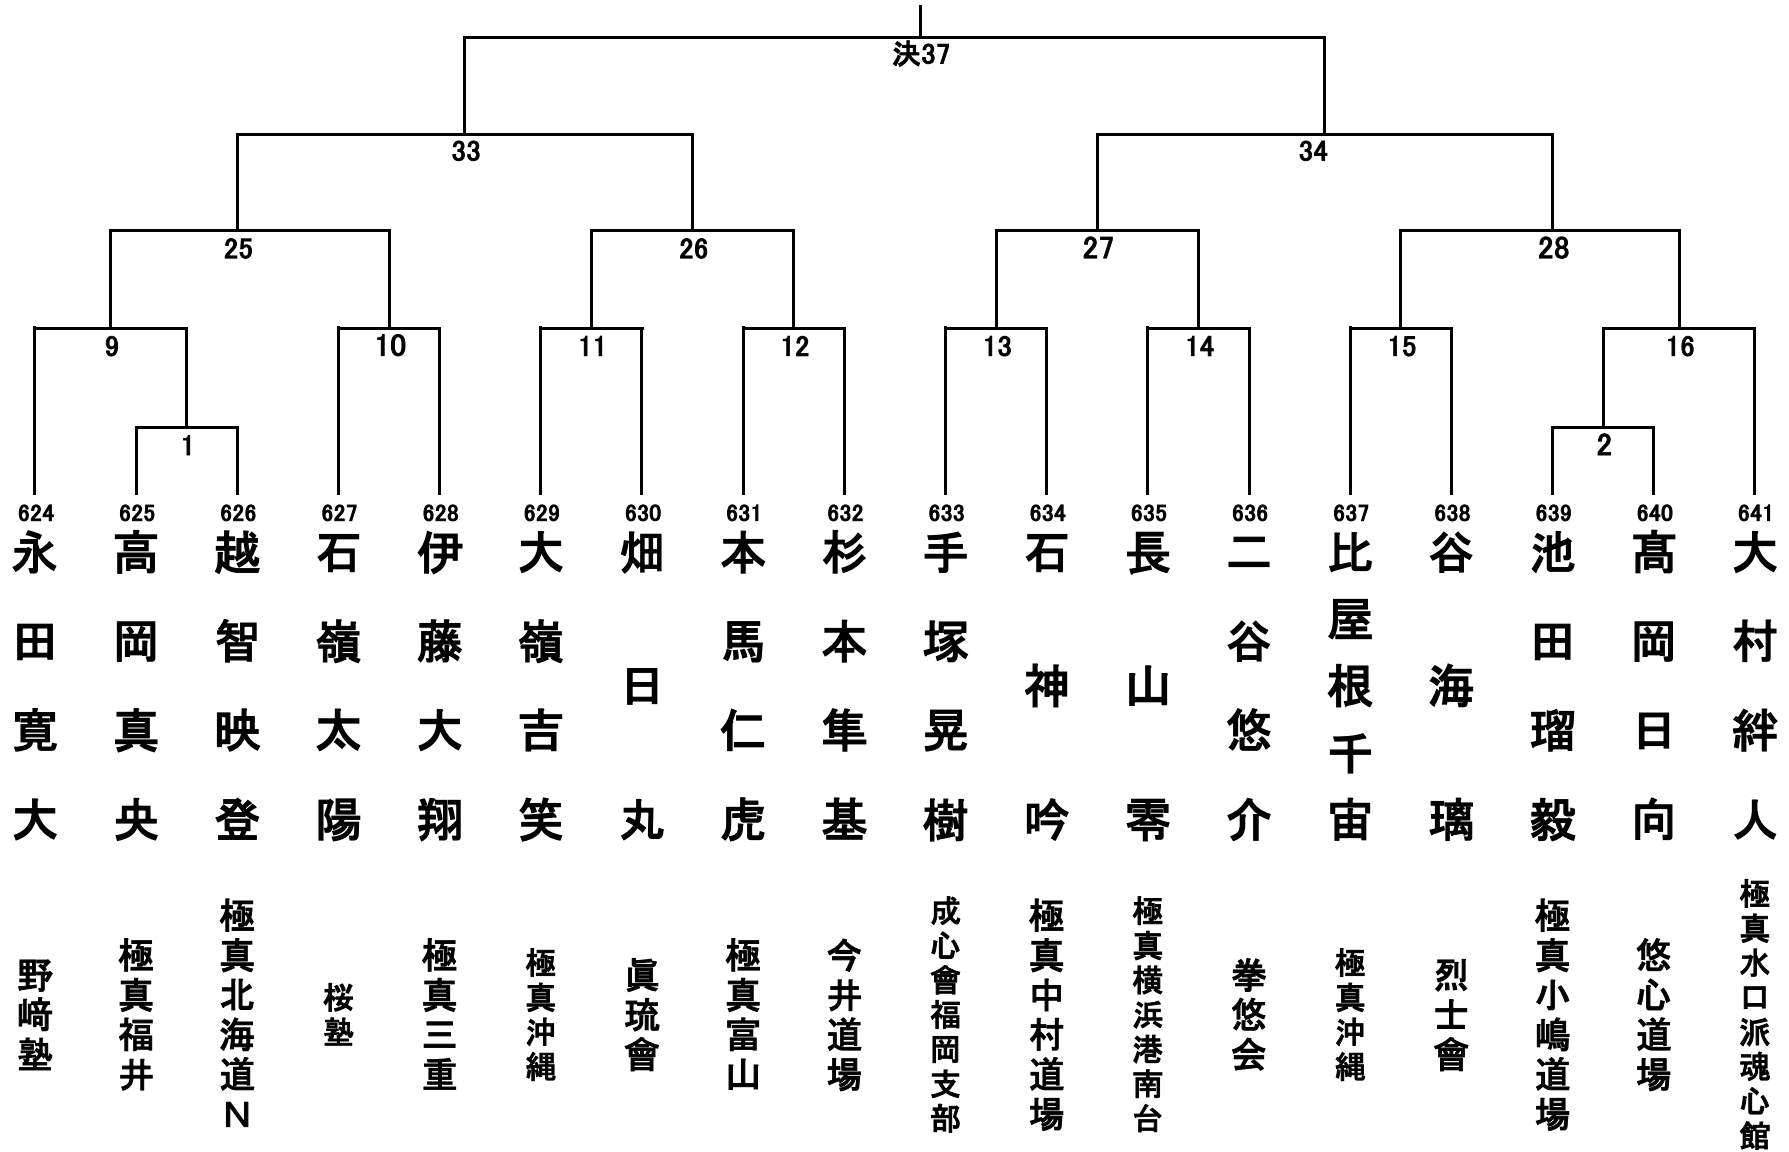 決37
33
34
25
26
27
28
9
10
11
12
13
14
15
16
1
2
624
永田寛大
野﨑塾
625
高岡真央
極真福井
626
越智映登
極真北海道N
627
石嶺太陽
桜塾
628
伊藤大翔
極真三重
629
大嶺吉笑
極真沖縄
630
畑日丸
眞琉會
631
本馬仁虎
極真富山
632
杉本隼基
今井道場
633
手塚晃樹
成心會福岡支部
634
石神吟
極真中村道場
635
長山零
極真横浜港南台
636
二谷悠介
拳悠会
637
比屋根千宙
極真沖縄
638
谷海璃
烈士會
639
池田瑠毅
極真小嶋道場
640
髙岡日向
悠心道場
641
大村絆人
極真水口派魂心館